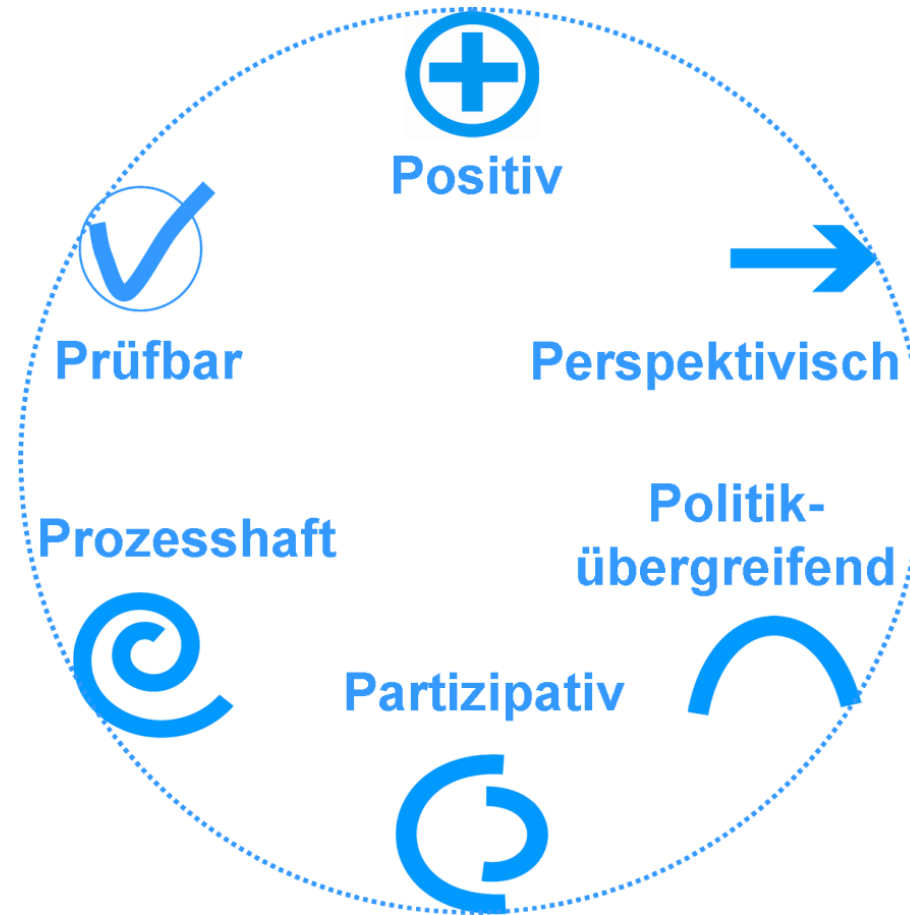 Positiv
Prüfbar
Perspektivisch
Politik-
übergreifend
Prozesshaft
Partizipativ